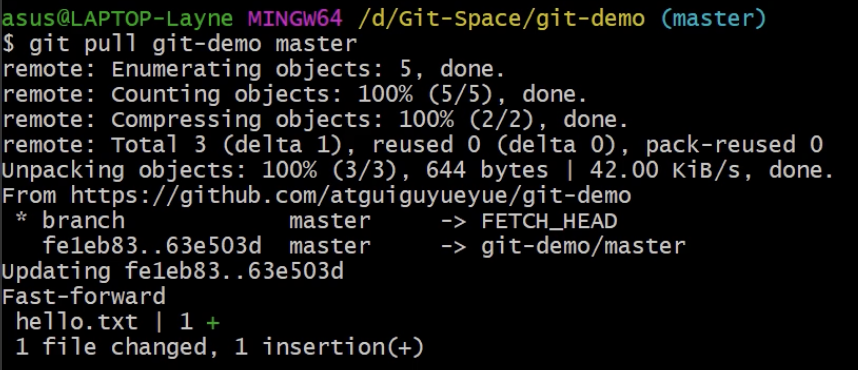 asus@LAPTOP-Layne MINGW64 /d/Git-Space/git-demo (master)
$ git pull git-demo master
remote: Enumerating objects: 5, done.
remote: Counting objects: 100% (5/5), done.
remote: Compressing objects: 100% (2/2), done.
remote: Total 3 (delta 1), reused 0 (delta 0), pack-reused 0
Unpacking objects: 100% (3/3), 644 bytes | 42.00 KiB/s, done.
From https://github.com/atguiguyueyue/git-demo
 * branch            master     -> FETCH_HEAD
   fe1eb83..63e503d  master     -> git-demo/master
Updating fe1eb83..63e503d
Fast-forward
 hello.txt | 1 +
 1 file changed, 1 insertion(+)